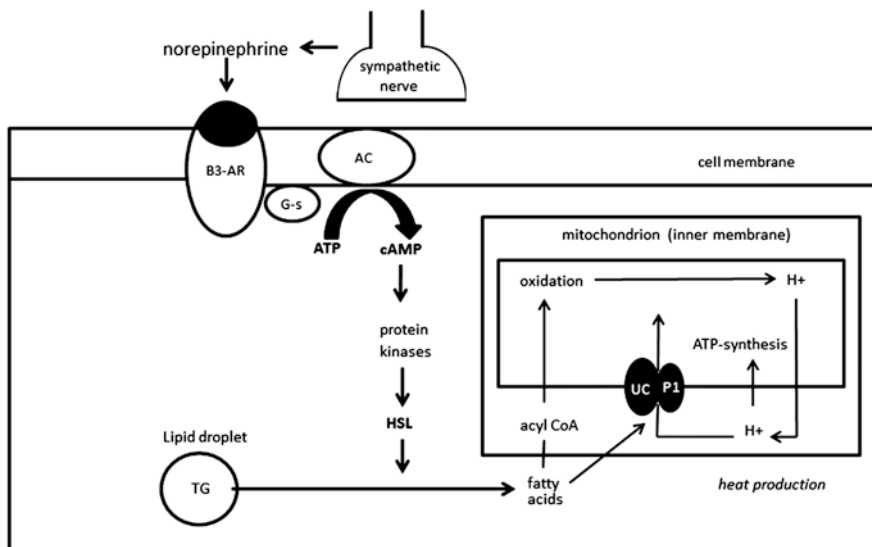 norepinephrine
sympathetic
nerve
B3-AR
AC
cell membrane
G-s
ATP
cAMP
mitochondrion (inner membrane)
oxidation
H+
protein
kinases
ATP-synthesis
UC P1
HSL
acyl CoA
H+
Lipid droplet
TG
fatty
acids
heat production